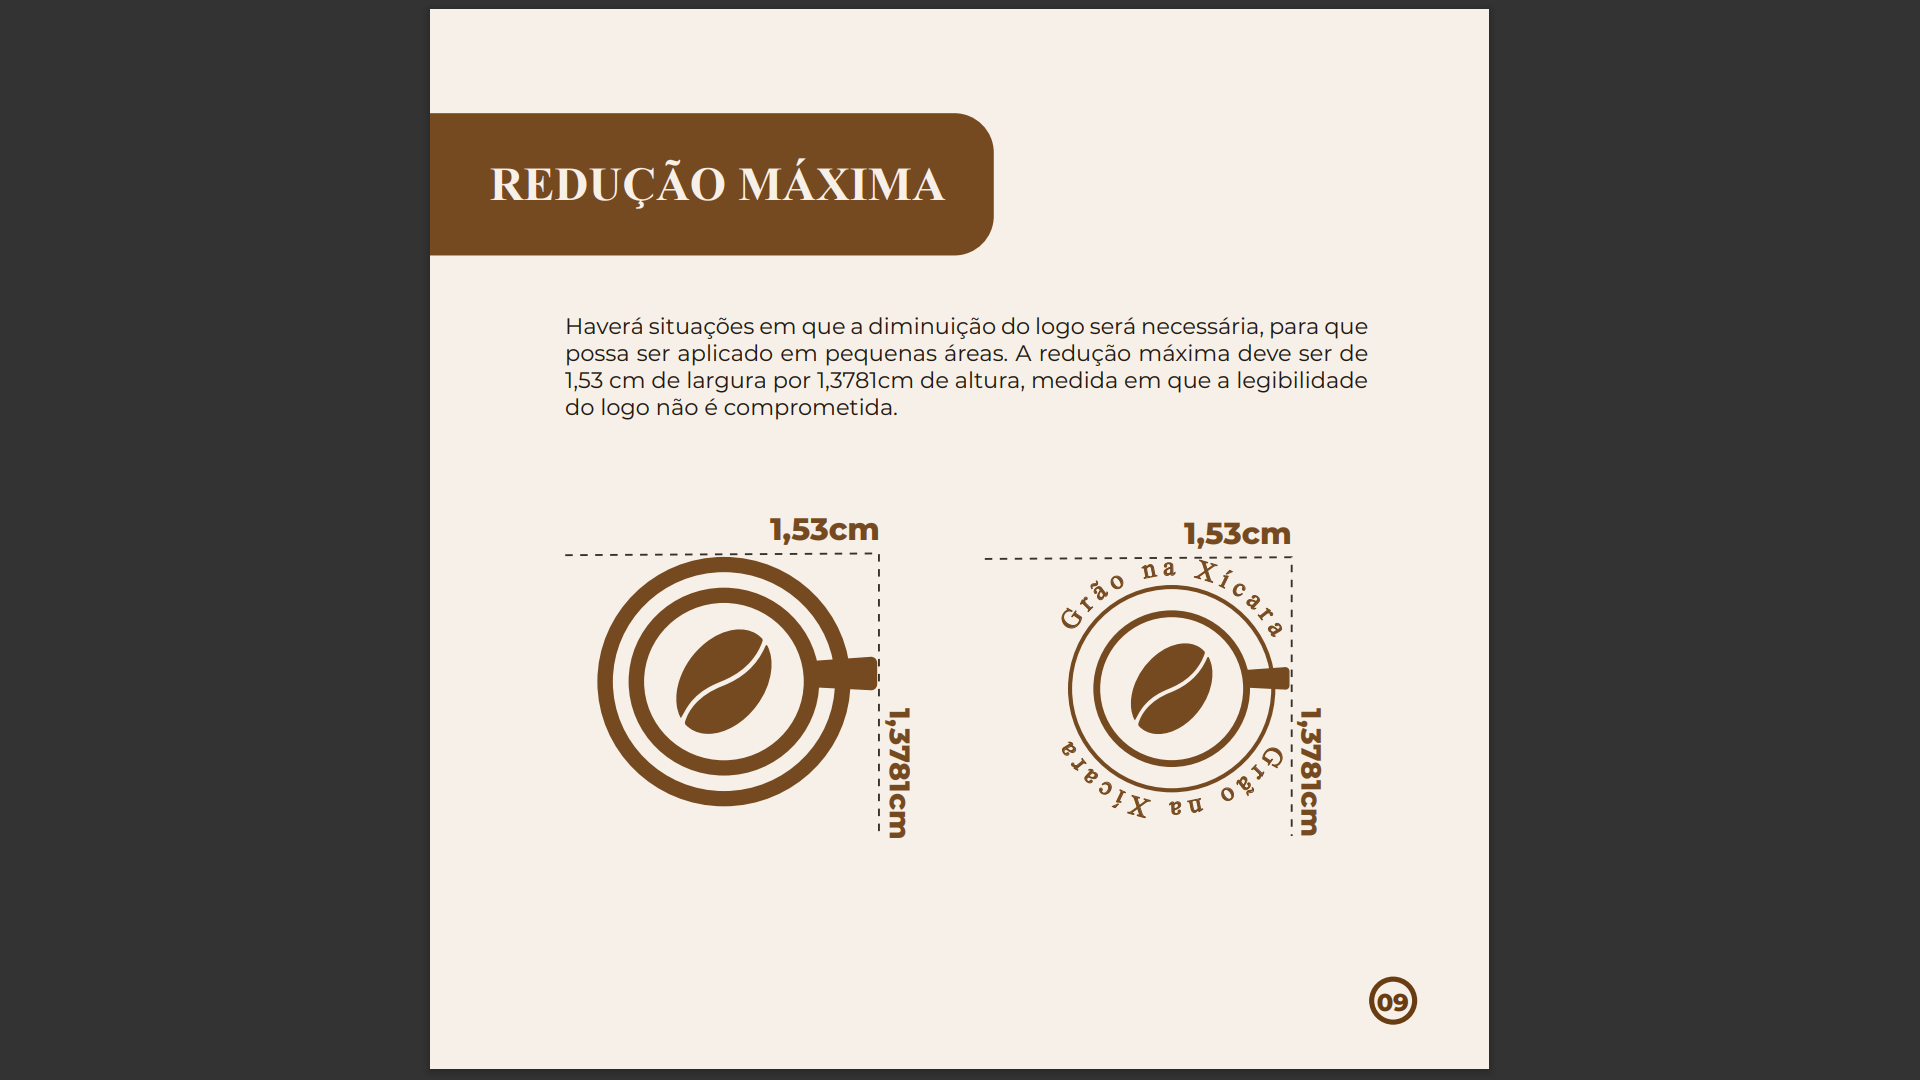 REDUÇÃO MÁXIMA
Haverá situações em que a diminuição do logo será necessária, para que
possa ser aplicado em pequenas áreas. A redução máxima deve ser de
1,53 cm de largura por 1,3781cm de altura, medida em que a legibilidade
do logo não é comprometida.
1,53cm
1,3781cm
1,53cm
Grão na Xícara
Grão na Xícara
1,3781cm
09